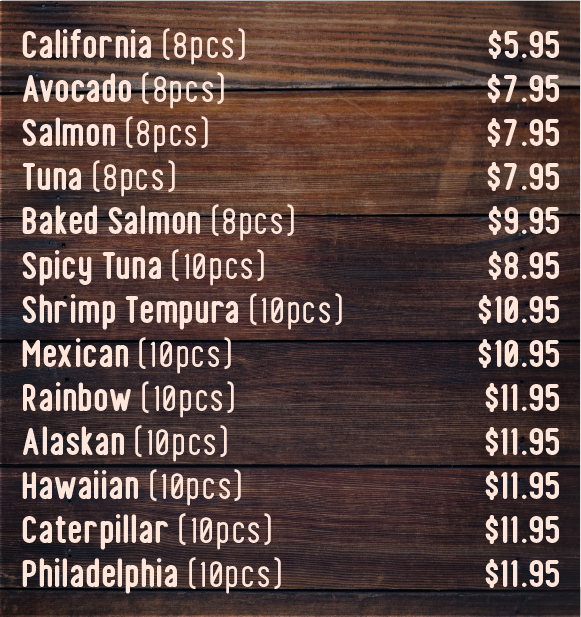 California (8pcs) $5.95
Avocado (8pcs) $7.95
Salmon (8pcs) $7.95
Tuna (8pcs) $7.95
Baked Salmon (8pcs) $9.95
Spicy Tuna (10pcs) $8.95
Shrimp Tempura (10pcs) $10.95
Mexican (10pcs) $10.95
Rainbow (10pcs) $11.95
Alaskan (10pcs) $11.95
Hawaiian (10pcs) $11.95
Caterpillar (10pcs) $11.95
Philadelphia (10pcs) $11.95